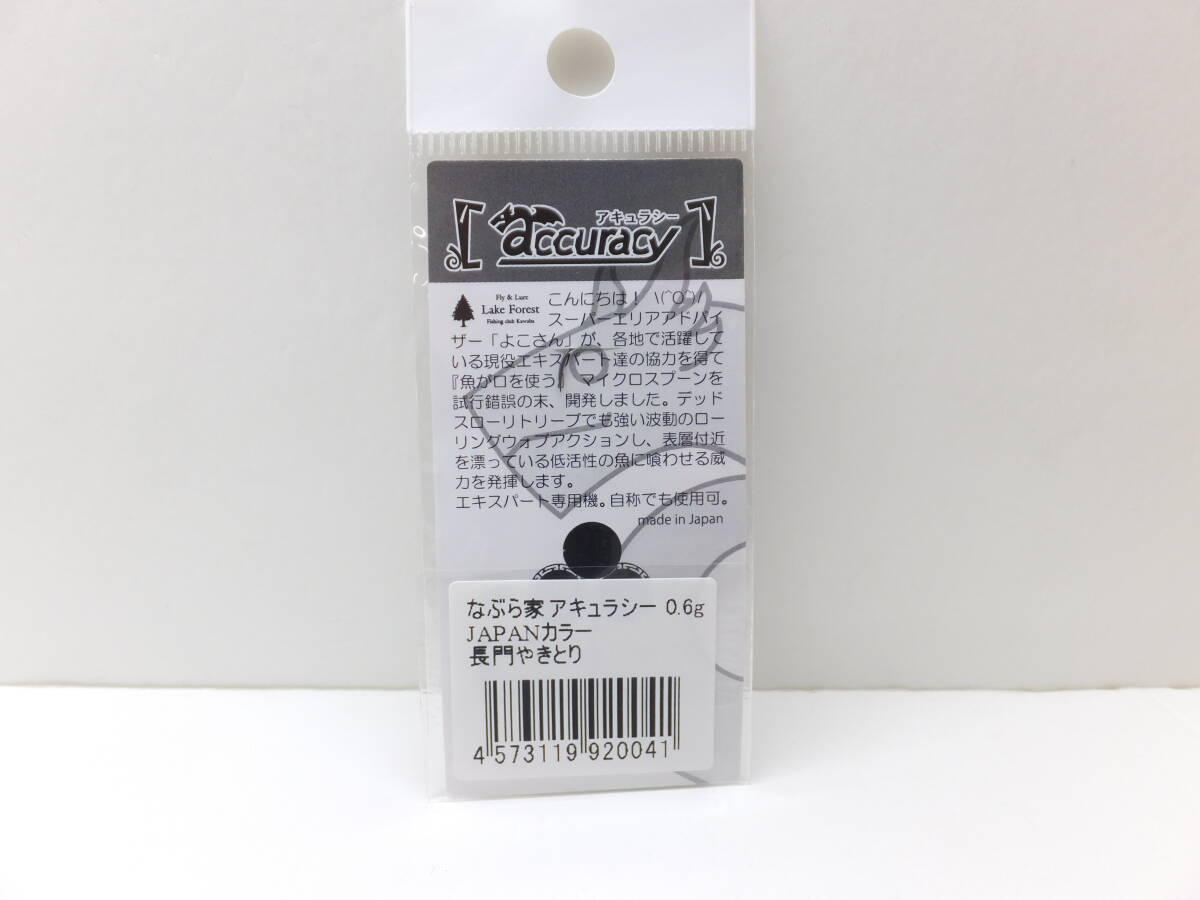 アキュラシー
accuracy
Fly & Lure
Lake Forest
Fishing club Kawaba
こんにちは！ \(^O^)/
スーパーエリアアドバイ
ザー「よこさん」が、各地で活躍して
いる現役エキスパート達の協力を得て
『魚が口を使う』 マイクロスプーンを
試行錯誤の末、開発しました。デッド
スローリトリーブでも強い波動のロー
リングウォブアクションし、表層付近
を漂っている低活性の魚に喰わせる威
力を発揮します。
エキスパート専用機。自称でも使用可。
made in Japan
なぶら家 アキュラシー 0.6g
JAPANカラー
長門やきとり
4 573119 920041